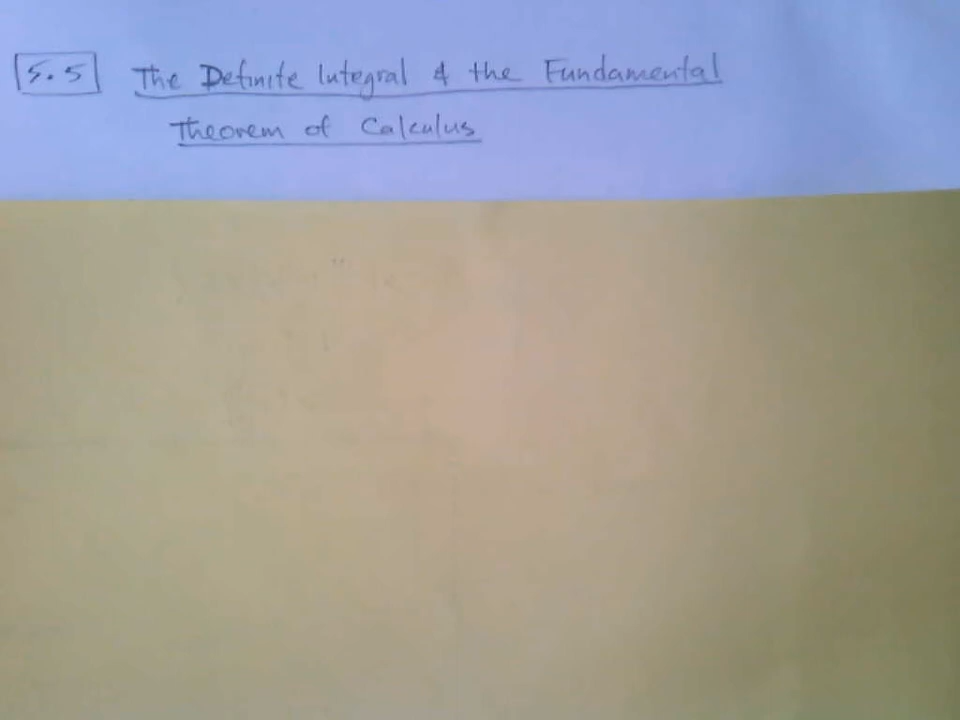 5.5 The Definite Integral & the Fundamental
Theorem of Calculus